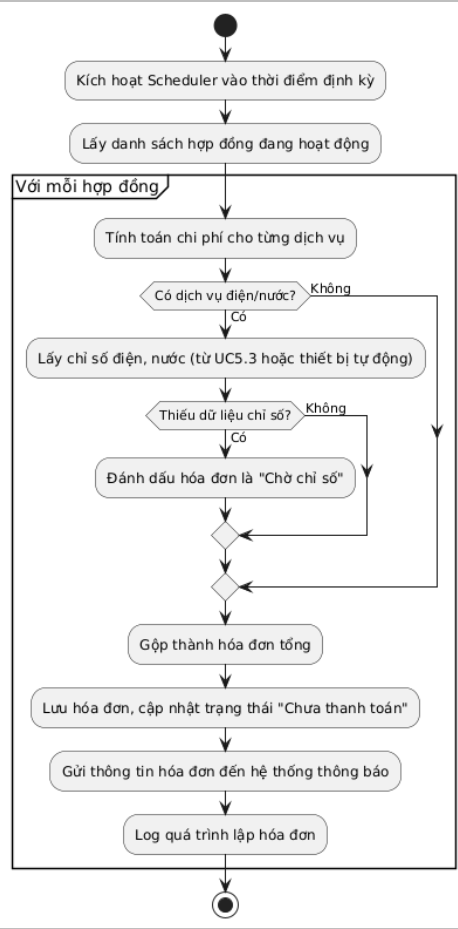 Kích hoạt Scheduler vào thời điểm định kỳ
Lấy danh sách hợp đồng đang hoạt động
Với mỗi hợp đồng
Tính toán chi phí cho từng dịch vụ
Có dịch vụ điện/nước?
Không
Có
Lấy chỉ số điện, nước (từ UC5.3 hoặc thiết bị tự động)
Thiếu dữ liệu chỉ số?
Không
Có
Đánh dấu hóa đơn là "Chờ chỉ số"
Gộp thành hóa đơn tổng
Lưu hóa đơn, cập nhật trạng thái "Chưa thanh toán"
Gửi thông tin hóa đơn đến hệ thống thông báo
Log quá trình lập hóa đơn